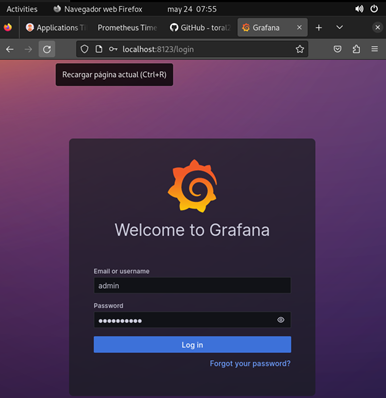 Activities Navegador web Firefox may 24 07:55
Applications Ti Prometheus Time GitHub - toral Grafana
localhost:8123/login
Recargar página actual (Ctrl+R)
Welcome to Grafana
Email or username
admin
Password
Log in
Forgot your password?